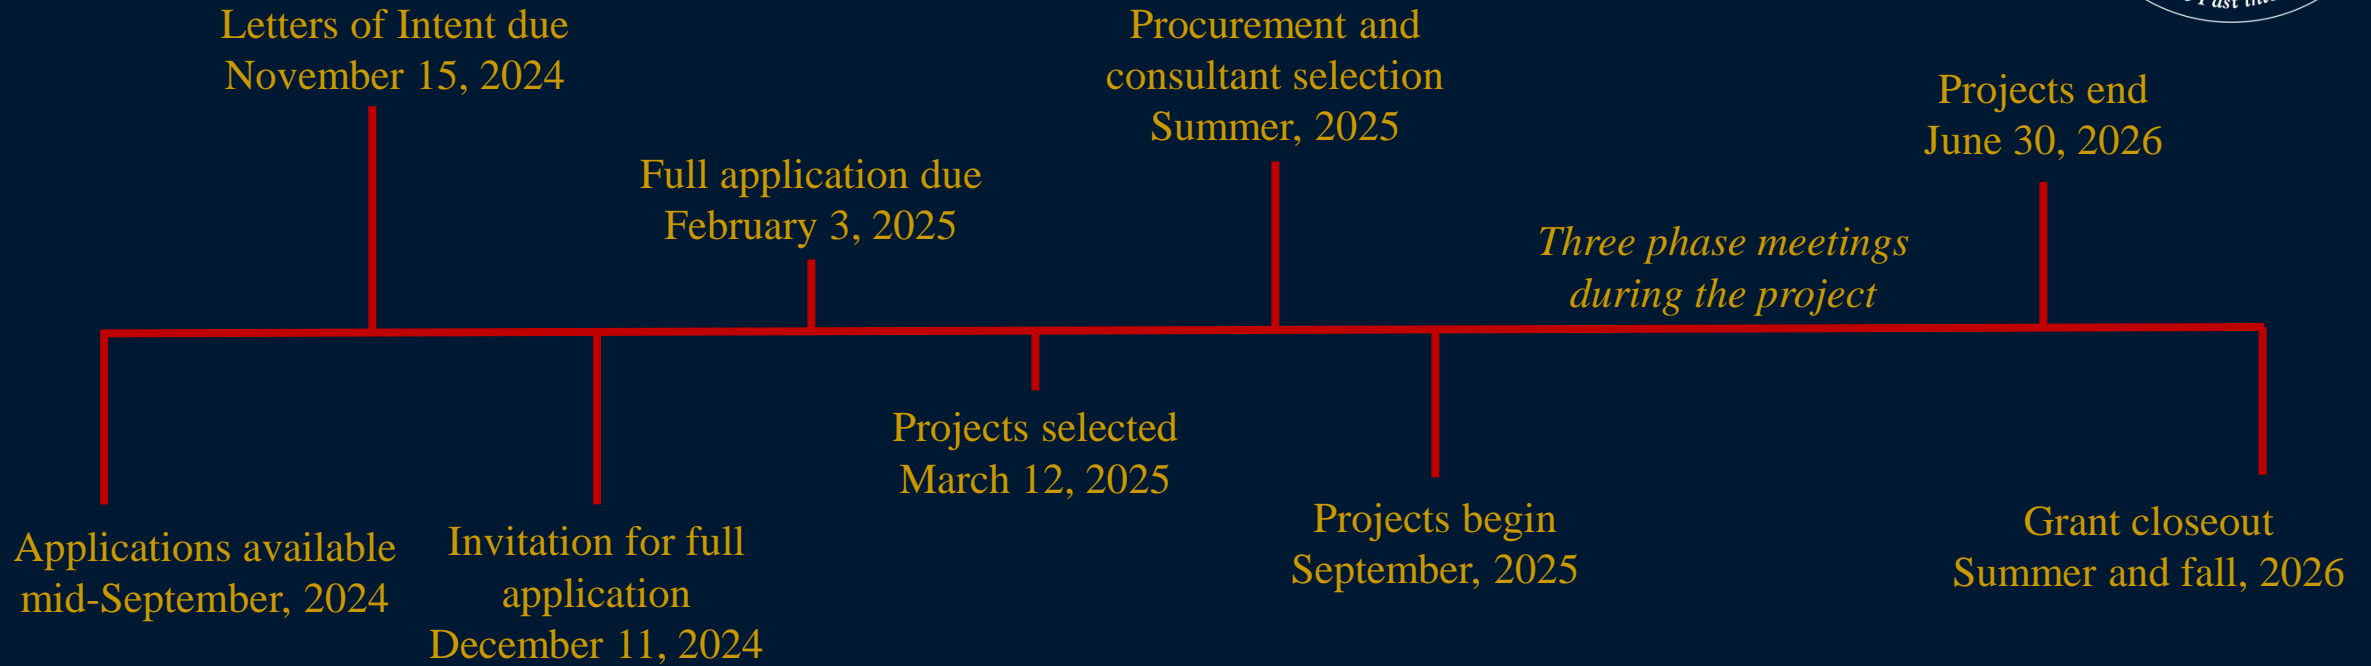 Letters of Intent due
November 15, 2024
Procurement and
consultant selection
Summer, 2025
Projects end
June 30, 2026
Full application due
February 3, 2025
Three phase meetings
during the project
Projects selected
March 12, 2025
Projects begin
September, 2025
Grant closeout
Summer and fall, 2026
Applications available
mid-September, 2024
Invitation for full
application
December 11, 2024
Past